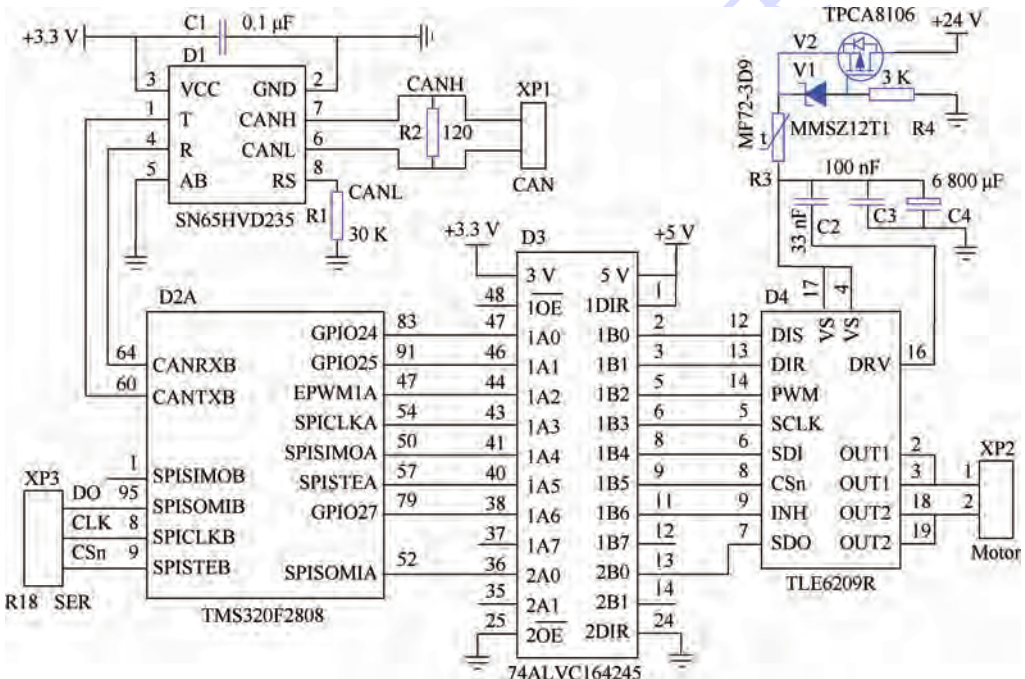 C1 0,1 μF
+3,3 V
D1
3 VCC GND 2
1 T CANH 7
4 R CANL 6
5 AB RS 8
SN65HVD235
CANH
R2 120
XP1
CAN
CANL
R1
30 K
TPCA8106
+24 V
V2
V1
3 K
MMSZ12T1 R4
MF72-3D9
t
R3
100 nF
6 800 μF
33 nF
C2 C3 C4
D2A
64 CANRXB
60 CANTXB
1 SPISIMOB
DO 95 SPISOMIB
CLK 8 SPICLKB
CSn 9 SPISTEB
XP3
R18 SER
GPIO24 83
GPIO25 91
EPWM1A 47
SPICLKA 54
SPISIMOA 50
SPISTEA 57
GPIO27 79
SPISOMIA 52
TMS320F2808
+3.3 V D3 +5 V
3 V 5 V
48 1OE 1DIR 1
47 1A0 1B0 2
46 1A1 1B1 3
44 1A2 1B2 5
43 1A3 1B3 6
41 1A4 1B4 8
40 1A5 1B5 9
38 1A6 1B6 11
37 1A7 1B7 12
36 2A0 2B0 13
35 2A1 2B1 14
25 2OE 2DIR 24
74ALVC164245
D4
17 4
VS VS
12 DIS
13 DIR DRV 16
14 PWM
5 SCLK
6 SDI OUT1 2
8 CSn OUT1 3
9 INH OUT2 18
7 SDO OUT2 19
TLE6209R
XP2
1
2
Motor